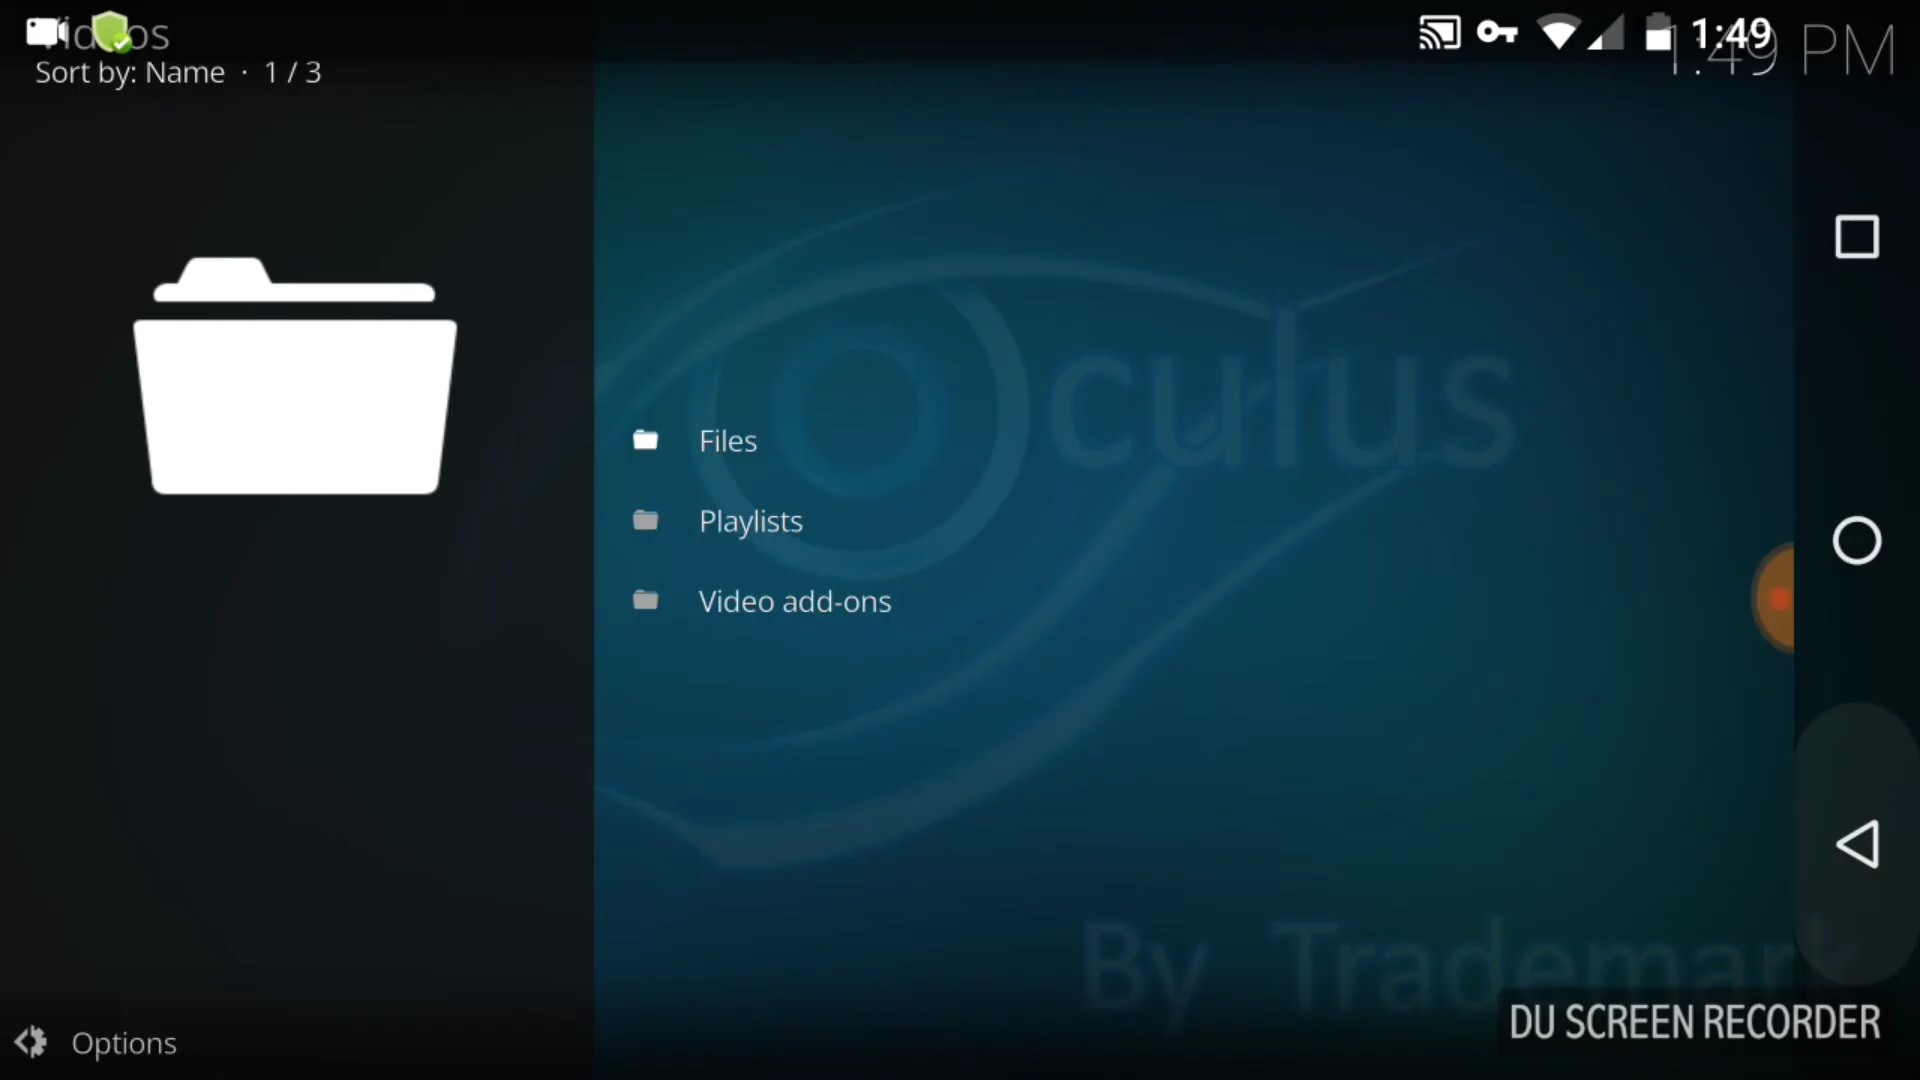 Videos
1:49
1:49 PM
Sort by: Name · 1 / 3
Files
Playlists
Video add-ons
Oculus
By Trademark
Options
DU SCREEN RECORDER